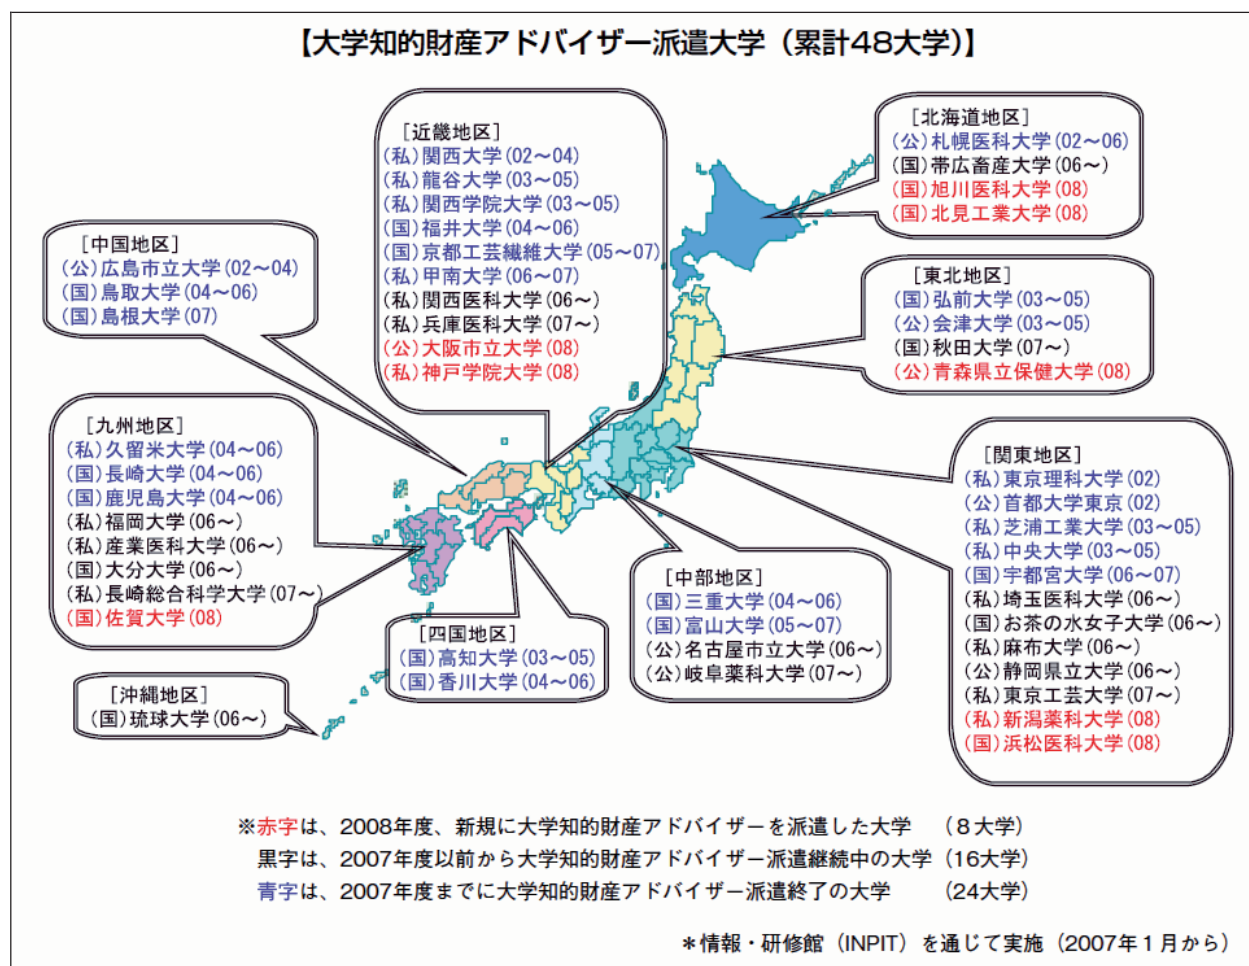 【大学知的財産アドバイザー派遣大学（累計48大学）】
［近畿地区］
（私）関西大学（02～04）
（私）龍谷大学（03～05）
（私）関西学院大学（03～05）
（国）福井大学（04～06）
（国）京都工芸繊維大学（05～07）
（私）甲南大学（06～07）
（私）関西医科大学（06～）
（私）兵庫医科大学（07～）
（公）大阪市立大学（08）
（私）神戸学院大学（08）
［北海道地区］
（公）札幌医科大学（02～06）
（国）帯広畜産大学（06～）
（国）旭川医科大学（08）
（国）北見工業大学（08）
［中国地区］
（公）広島市立大学（02～04）
（国）鳥取大学（04～06）
（国）島根大学（07）
［東北地区］
（国）弘前大学（03～05）
（公）会津大学（03～05）
（国）秋田大学（07～）
（公）青森県立保健大学（08）
［九州地区］
（私）久留米大学（04～06）
（国）長崎大学（04～06）
（国）鹿児島大学（04～06）
（私）福岡大学（06～）
（私）産業医科大学（06～）
（国）大分大学（06～）
（私）長崎総合科学大学（07～）
（国）佐賀大学（08）
［関東地区］
（私）東京理科大学（02）
（公）首都大学東京（02）
（私）芝浦工業大学（03～05）
（私）中央大学（03～05）
（国）宇都宮大学（06～07）
（私）埼玉医科大学（06～）
（国）お茶の水女子大学（06～）
（私）麻布大学（06～）
（公）静岡県立大学（06～）
（私）東京工芸大学（07～）
（私）新潟薬科大学（08）
（国）浜松医科大学（08）
［中部地区］
（国）三重大学（04～06）
（国）富山大学（05～07）
（公）名古屋市立大学（06～）
（公）岐阜薬科大学（07～）
［四国地区］
（国）高知大学（03～05）
（国）香川大学（04～06）
［沖縄地区］
（国）琉球大学（06～）
※赤字は、2008年度、新規に大学知的財産アドバイザーを派遣した大学　（８大学）
黒字は、2007年度以前から大学知的財産アドバイザー派遣継続中の大学（16大学）
青字は、2007年度までに大学知的財産アドバイザー派遣終了の大学　（24大学）
＊情報・研修館（INPIT）を通じて実施（2007年１月から）